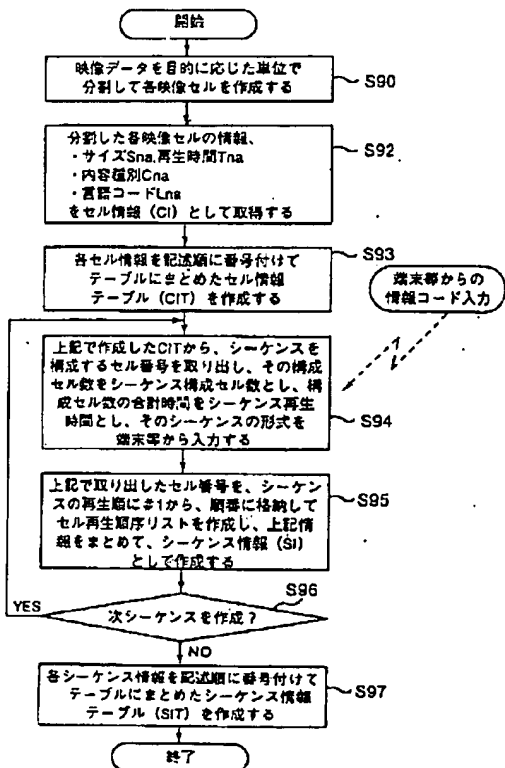 開始
映像データを目的に応じた単位で
分割して各映像セルを作成する
S90
分割した各映像セルの情報、
・サイズSna,再生時間Tna
・内容種別Cna
・言語コードLna
をセル情報（CI）として取得する
S92
各セル情報を記述順に番号付けて
テーブルにまとめたセル情報
テーブル（CIT）を作成する
S93
端末等からの
情報コード入力
上記で作成したCITから、シーケンスを
構成するセル番号を取り出し、その構成
セル数をシーケンス構成セル数とし、構
成セル数の合計時間をシーケンス再生
時間とし、そのシーケンスの形式を
端末等から入力する
S94
上記で取り出したセル番号を、シーケン
スの再生順に#1から、順番に格納して
セル再生順序リストを作成し、上記情
報をまとめて、シーケンス情報（SI）
として作成する
S95
S96
YES
次シーケンスを作成？
NO
各シーケンス情報を記述順に番号付けて
テーブルにまとめたシーケンス情報
テーブル（SIT）を作成する
S97
終了